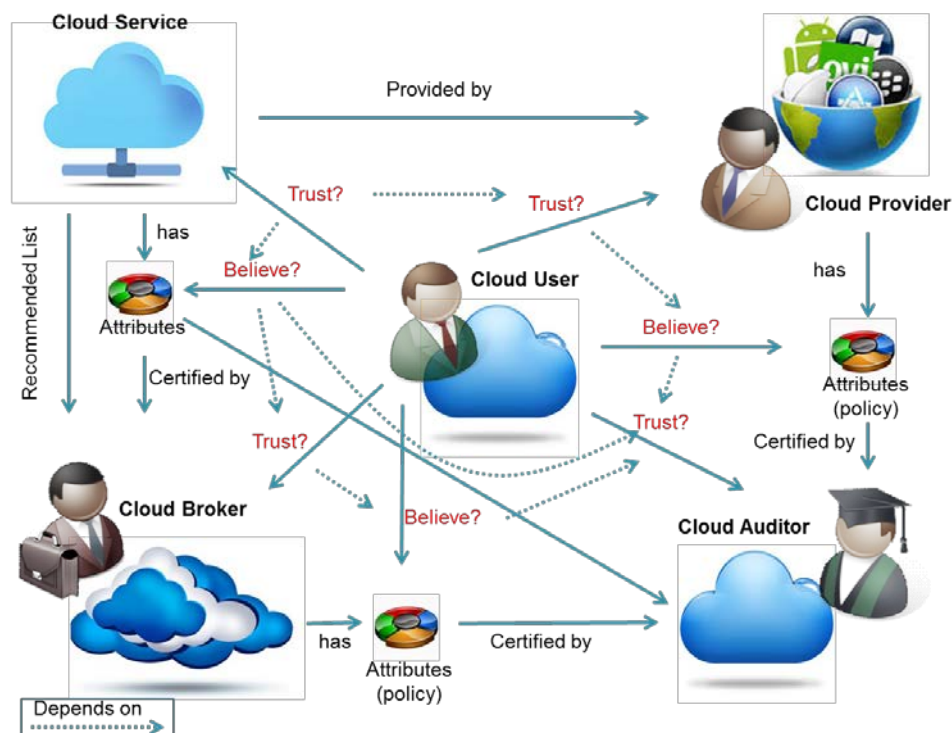 Cloud Service
ovi
Provided by
Trust?
Trust?
Cloud Provider
Recommended List
has
Believe?
Cloud User
has
Attributes
Believe?
Certified by
Attributes
(policy)
Trust?
Trust?
Certified by
Cloud Broker
Believe?
Cloud Auditor
has
Certified by
Attributes
(policy)
Depends on